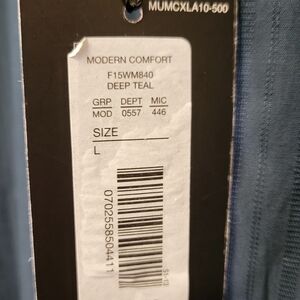 MUMCXLA10-500
MODERN COMFORT
F15WM840
DEEP TEAL
GRP DEPT MIC
MOD 0557 446
SIZE
L
0702558504411